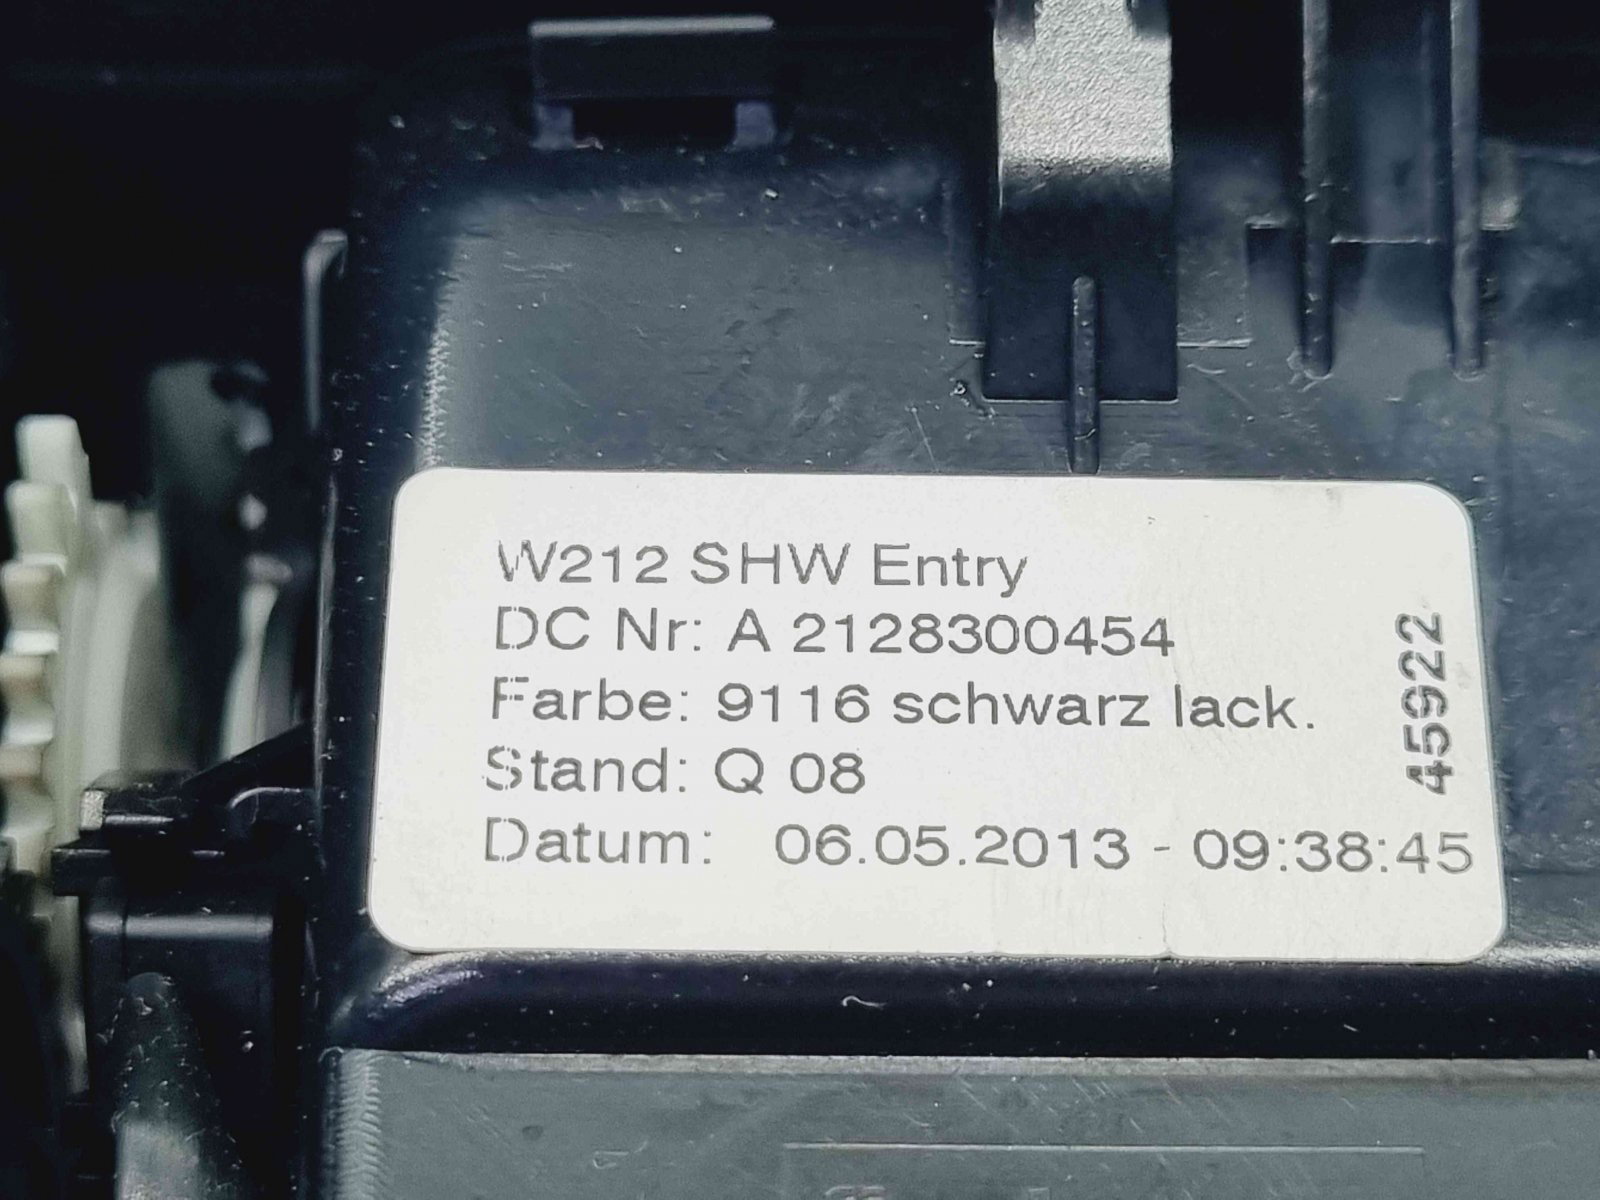 W212 SHW Entry
DC Nr: A 2128300454
Farbe: 9116 schwarz lack.
Stand: Q 08
Datum: 06.05.2013 - 09:38:45
45922